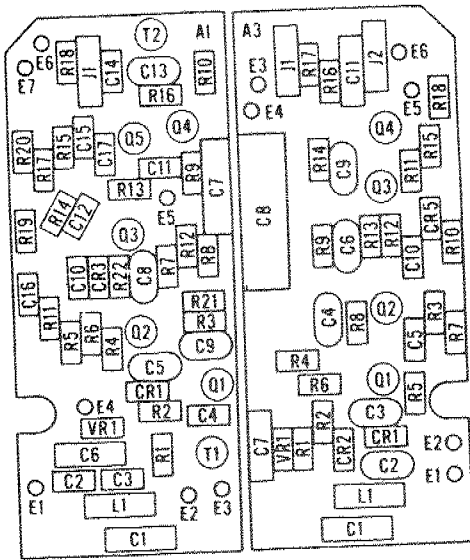 T2
A1
E6
R18
J1
C14
C13
R10
E7
R16
R20
R17
R15
C15
C17
Q5
Q4
C11
R9
C7
R13
E5
R14
C12
R19
Q3
R12
R8
C16
C10
CR3
R22
C8
R7
R11
R21
R3
R5
R6
R4
Q2
C9
C5
CR1
Q1
E4
R2
C4
VR1
C6
R1
T1
C2
C3
E1
L1
E2
E3
C1
A3
E3
J1
R17
R16
C11
J2
E6
E4
E5
R18
Q4
R14
C9
R11
R15
Q3
C8
R9
C6
R13
R12
C10
CR5
R10
C4
R8
Q2
C5
R3
R7
R4
R6
Q1
R5
C3
C7
VR1
R1
R2
CR2
CR1
E2
C2
E1
L1
C1